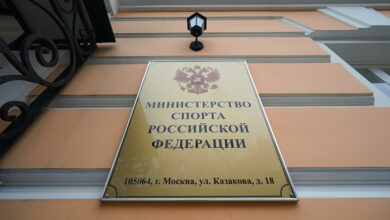 МИНИСТЕРСТВО
СПОРТА
РОССИЙСКОЙ
ФЕДЕРАЦИИ
105064, г. Москва, ул. Казакова, д. 18